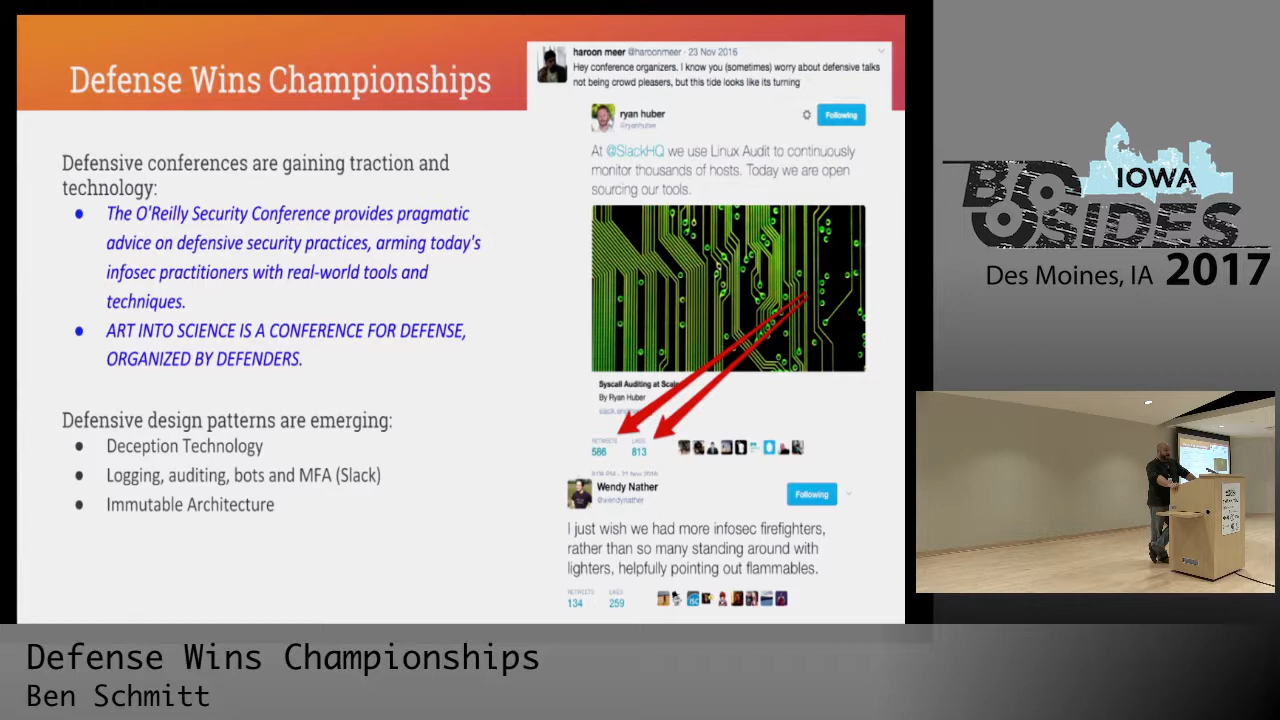 Defense Wins Championships
Defensive conferences are gaining traction and
technology:
The O'Reilly Security Conference provides pragmatic
advice on defensive security practices, arming today's
infosec practitioners with real-world tools and
techniques.
ART INTO SCIENCE IS A CONFERENCE FOR DEFENSE,
ORGANIZED BY DEFENDERS.
Defensive design patterns are emerging:
Deception Technology
Logging, auditing, bots and MFA (Slack)
Immutable Architecture
haroon meer @haroonmeer · 23 Nov 2016
Hey conference organizers. I know you (sometimes) worry about defensive talks
not being crowd pleasers, but this tide looks like its turning
ryan huber
@ryanhuber
Following
At @SlackHQ we use Linux Audit to continuously
monitor thousands of hosts. Today we are open
sourcing our tools.
Syscall Auditing at Scale
By Ryan Huber
RETWEETS LIKES
586 813
Wendy Nather
@wendynather
Following
I just wish we had more infosec firefighters,
rather than so many standing around with
lighters, helpfully pointing out flammables.
RETWEETS LIKES
134 259
BSIDES
IOWA
Des Moines, IA 2017
Defense Wins Championships
Ben Schmitt